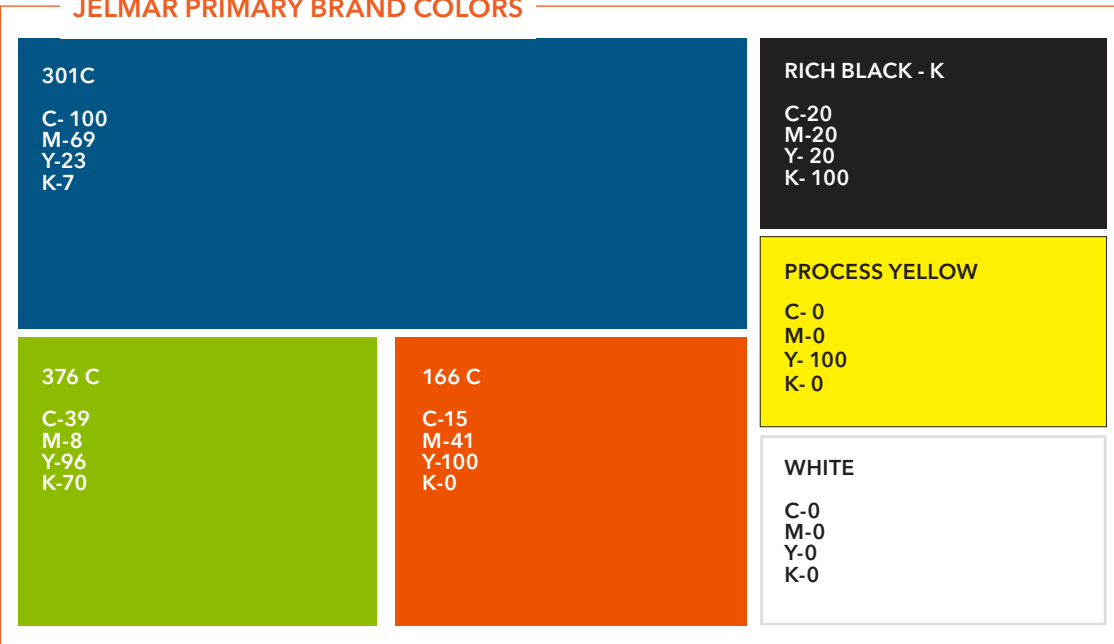 JELMAR PRIMARY BRAND COLORS
301C
C- 100
M-69
Y-23
K-7
RICH BLACK - K
C-20
M-20
Y- 20
K- 100
PROCESS YELLOW
C- 0
M-0
Y- 100
K- 0
376 C
C-39
M-8
Y-96
K-70
166 C
C-15
M-41
Y-100
K-0
WHITE
C-0
M-0
Y-0
K-0